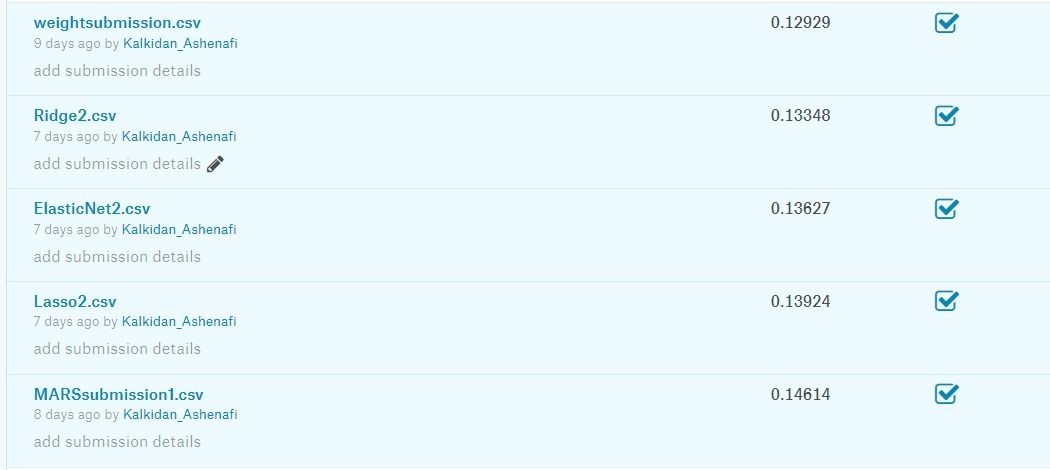 weightsubmission.csv 0.12929
9 days ago by Kalkidan_Ashenafi
add submission details
Ridge2.csv 0.13348
7 days ago by Kalkidan_Ashenafi
add submission details
ElasticNet2.csv 0.13627
7 days ago by Kalkidan_Ashenafi
add submission details
Lasso2.csv 0.13924
7 days ago by Kalkidan_Ashenafi
add submission details
MARSsubmission1.csv 0.14614
8 days ago by Kalkidan_Ashenafi
add submission details